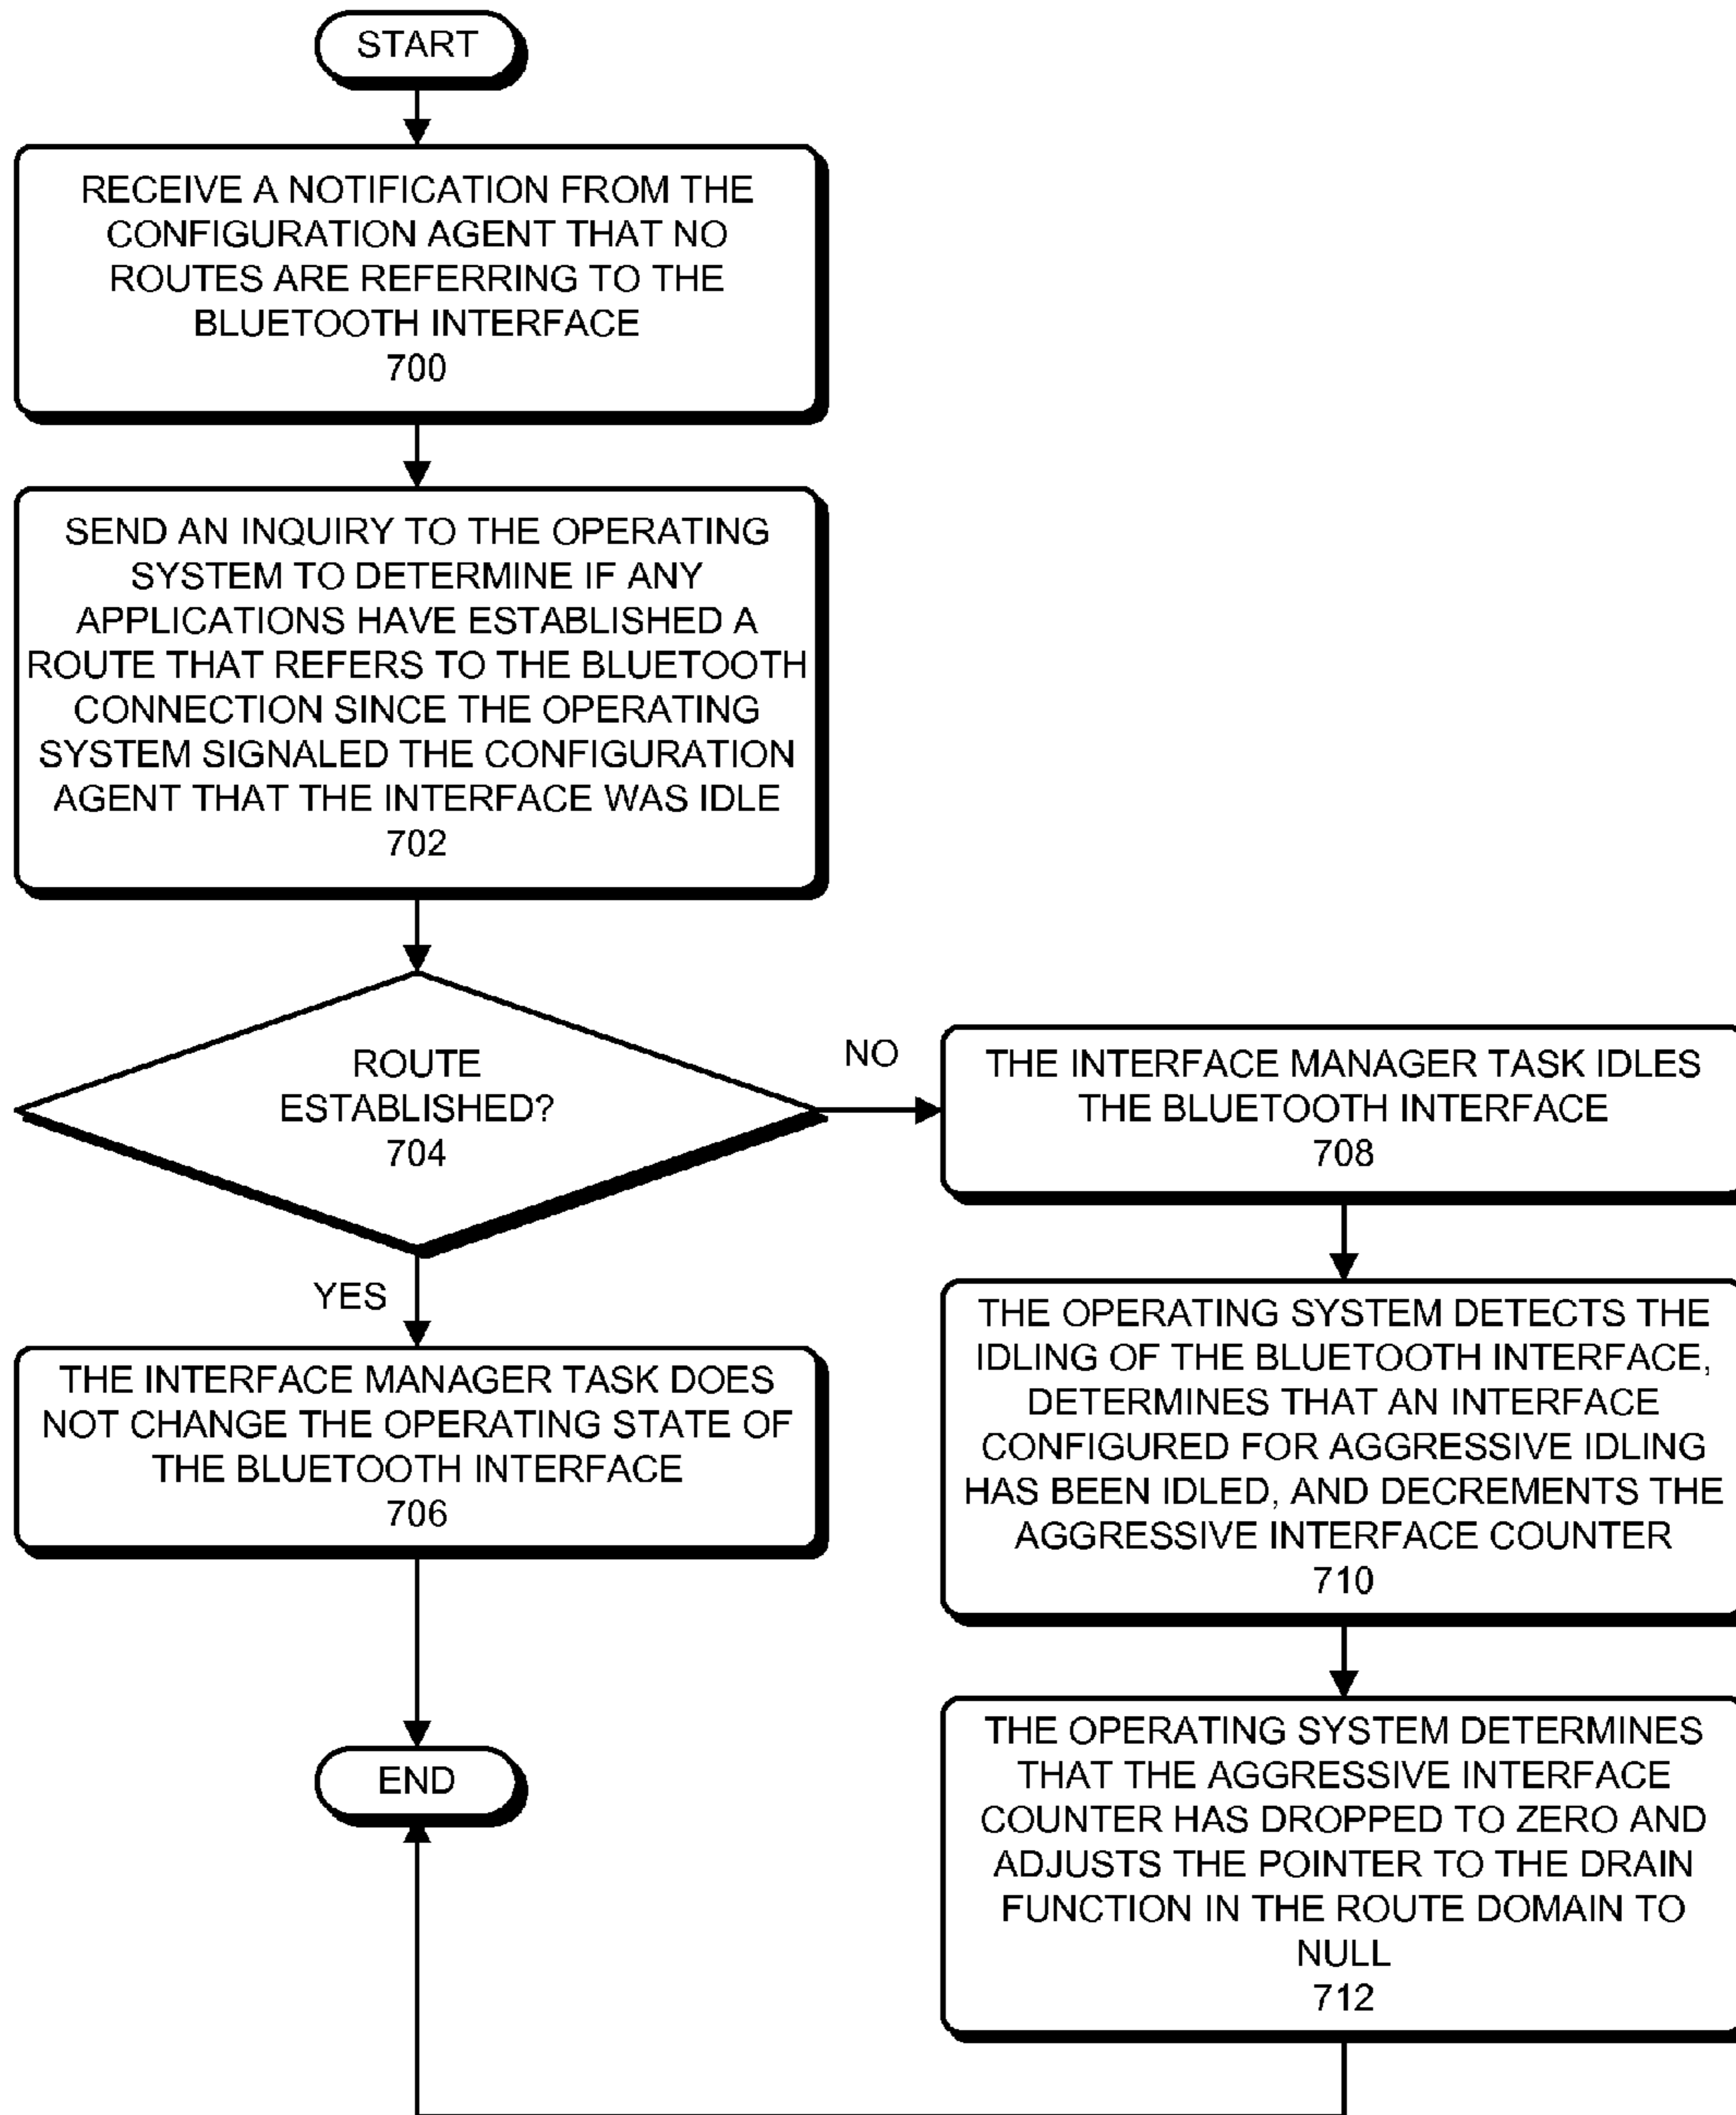 START
RECEIVE A NOTIFICATION FROM THE
CONFIGURATION AGENT THAT NO
ROUTES ARE REFERRING TO THE
BLUETOOTH INTERFACE
700
SEND AN INQUIRY TO THE OPERATING
SYSTEM TO DETERMINE IF ANY
APPLICATIONS HAVE ESTABLISHED A
ROUTE THAT REFERS TO THE BLUETOOTH
CONNECTION SINCE THE OPERATING
SYSTEM SIGNALED THE CONFIGURATION
AGENT THAT THE INTERFACE WAS IDLE
702
ROUTE
ESTABLISHED?
704
YES
THE INTERFACE MANAGER TASK DOES
NOT CHANGE THE OPERATING STATE OF
THE BLUETOOTH INTERFACE
706
NO
THE INTERFACE MANAGER TASK IDLES
THE BLUETOOTH INTERFACE
708
THE OPERATING SYSTEM DETECTS THE
IDLING OF THE BLUETOOTH INTERFACE,
DETERMINES THAT AN INTERFACE
CONFIGURED FOR AGGRESSIVE IDLING
HAS BEEN IDLED, AND DECREMENTS THE
AGGRESSIVE INTERFACE COUNTER
710
THE OPERATING SYSTEM DETERMINES
THAT THE AGGRESSIVE INTERFACE
COUNTER HAS DROPPED TO ZERO AND
ADJUSTS THE POINTER TO THE DRAIN
FUNCTION IN THE ROUTE DOMAIN TO
NULL
712
END